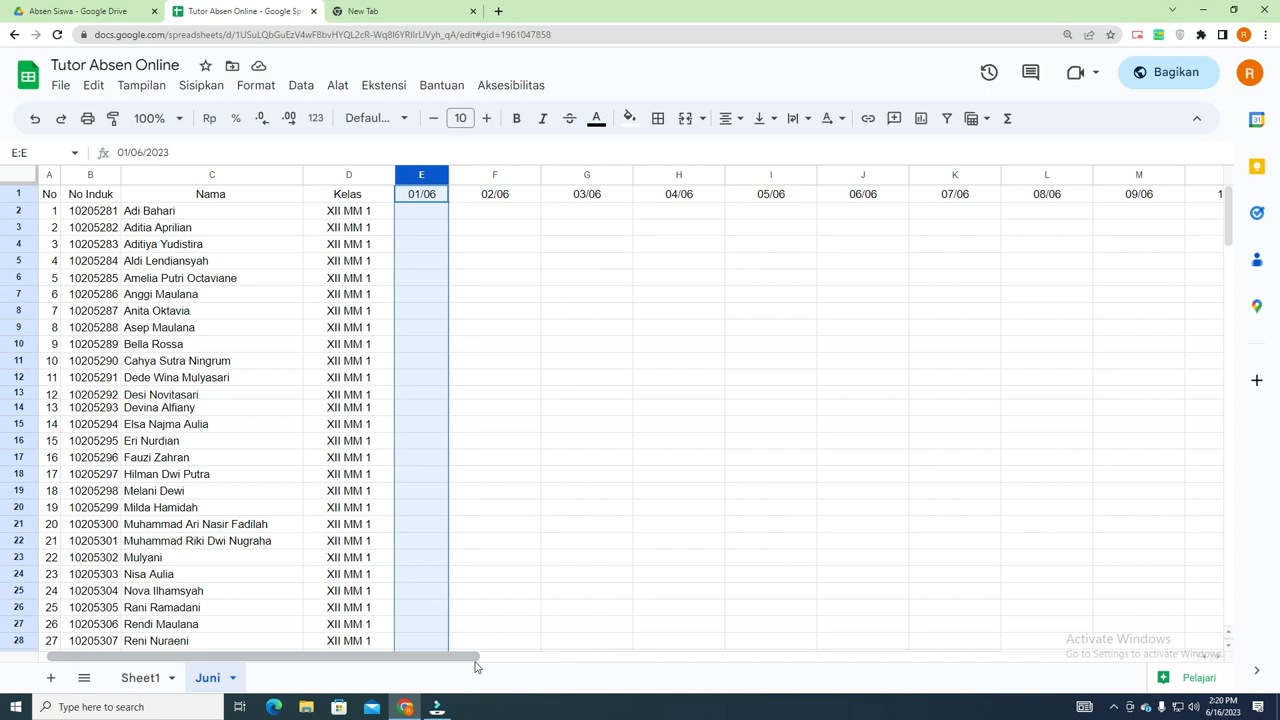 Absen Siswa - Google Drive
Tutor Absen Online - Google Spr
New Tab
docs.google.com/spreadsheets/d/1USuLQbGuEzV4wF8bvHYQL2cR-Wq8I6YRIIrLIVyh_qA/edit#gid=1961047858
Tutor Absen Online
File Edit Tampilan Sisipkan Format Data Alat Ekstensi Bantuan Aksesibilitas
Bagikan
R
100% Rp % .0 .00 123 Defaul... 10 B I A
E:E fx 01/06/2023
A B C D E F G H I J K L M
1 No No Induk Nama Kelas 01/06 02/06 03/06 04/06 05/06 06/06 07/06 08/06 09/06 1
2 1 10205281 Adi Bahari XII MM 1
3 2 10205282 Aditia Aprilian XII MM 1
4 3 10205283 Aditiya Yudistira XII MM 1
5 4 10205284 Aldi Lendiansyah XII MM 1
6 5 10205285 Amelia Putri Octaviane XII MM 1
7 6 10205286 Anggi Maulana XII MM 1
8 7 10205287 Anita Oktavia XII MM 1
9 8 10205288 Asep Maulana XII MM 1
10 9 10205289 Bella Rossa XII MM 1
11 10 10205290 Cahya Sutra Ningrum XII MM 1
12 11 10205291 Dede Wina Mulyasari XII MM 1
13 12 10205292 Desi Novitasari XII MM 1
14 13 10205293 Devina Alfiany XII MM 1
15 14 10205294 Elsa Najma Aulia XII MM 1
16 15 10205295 Eri Nurdian XII MM 1
17 16 10205296 Fauzi Zahran XII MM 1
18 17 10205297 Hilman Dwi Putra XII MM 1
19 18 10205298 Melani Dewi XII MM 1
20 19 10205299 Milda Hamidah XII MM 1
21 20 10205300 Muhammad Ari Nasir Fadilah XII MM 1
22 21 10205301 Muhammad Riki Dwi Nugraha XII MM 1
23 22 10205302 Mulyani XII MM 1
24 23 10205303 Nisa Aulia XII MM 1
25 24 10205304 Nova Ilhamsyah XII MM 1
26 25 10205305 Rani Ramadani XII MM 1
27 26 10205306 Rendi Maulana XII MM 1
28 27 10205307 Reni Nuraeni XII MM 1
Activate Windows
Go to Settings to activate Windows.
Sheet1 Juni Pelajari
Type here to search
2:20 PM
6/16/2023